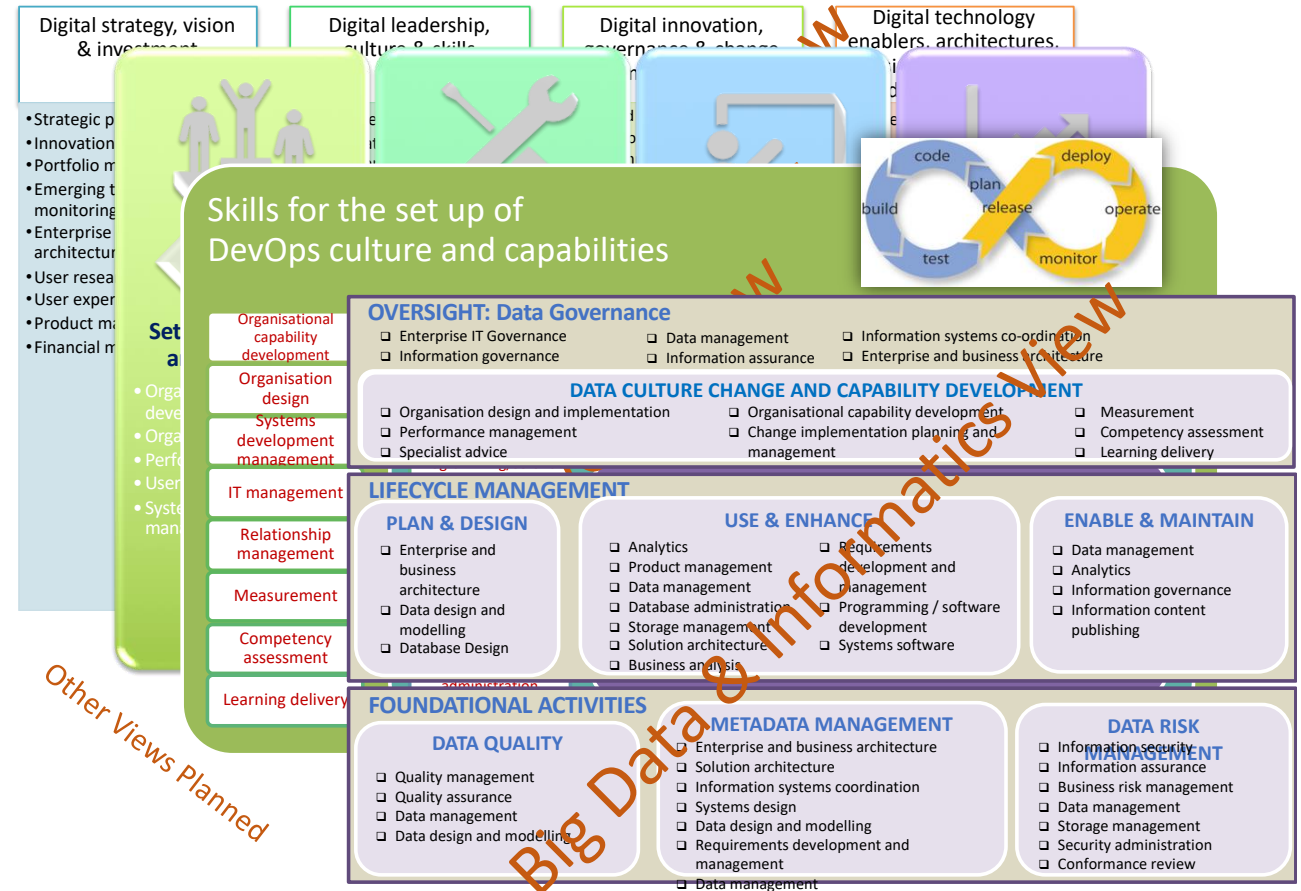 Digital strategy, vision
& investment
Digital leadership,
culture & skills
Digital innovation,
governance & change
Digital technology
enablers, architectures,
•Strategic
•Innovation
•Portfolio
•Emerging
monitoring
•Enterprise
•User
•User
•Product
•Financial
Set
Skills for the set up of
DevOps culture and capabilities
code
plan
build
release
test
deploy
operate
monitor
Organisational
capability
development
Organisation
design
Systems
development
management
IT management
Relationship
management
Measurement
Competency
assessment
Learning delivery
administration
OVERSIGHT: Data Governance
Enterprise IT Governance
Information governance
Data management
Information assurance
Information systems co-ordination
Enterprise and business architecture
DATA CULTURE CHANGE AND CAPABILITY DEVELOPMENT
Organisation design and implementation
Performance management
Specialist advice
Organisational capability development
Change implementation planning and
management
Measurement
Competency assessment
Learning delivery
LIFECYCLE MANAGEMENT
PLAN & DESIGN
Enterprise and
business
architecture
Data design and
modelling
Database Design
USE & ENHANCE
Analytics
Product management
Data management
Database administration
Storage management
Solution architecture
Business analysis
Requirements
development and
management
Programming / software
development
Systems software
ENABLE & MAINTAIN
Data management
Analytics
Information governance
Information content
publishing
FOUNDATIONAL ACTIVITIES
DATA QUALITY
Quality management
Quality assurance
Data management
Data design and modelling
METADATA MANAGEMENT
Enterprise and business architecture
Solution architecture
Information systems coordination
Systems design
Data design and modelling
Requirements development and
management
Data management
DATA RISK
MANAGEMENT
Information security
Information assurance
Business risk management
Data management
Storage management
Security administration
Conformance review
Big Data & Informatics View
Other Views Planned